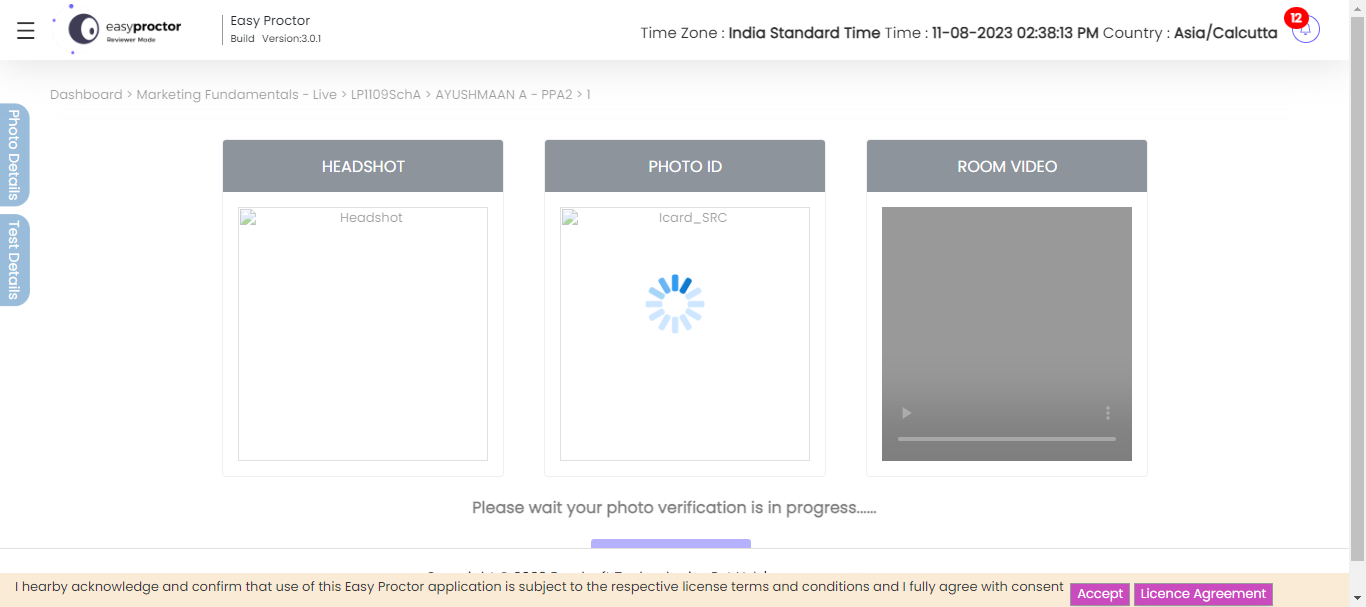 easyproctor
Reviewer Mode
Easy Proctor
Build Version:3.0.1
Time Zone : India Standard Time Time : 11-08-2023 02:38:13 PM Country : Asia/Calcutta
12
Dashboard > Marketing Fundamentals - Live > LP1109SchA > AYUSHMAAN A - PPA2 > 1
Photo Details
Test Details
HEADSHOT
PHOTO ID
ROOM VIDEO
Headshot
Icard_SRC
Please wait your photo verification is in progress......
I hearby acknowledge and confirm that use of this Easy Proctor application is subject to the respective license terms and conditions and I fully agree with consent
Accept
Licence Agreement